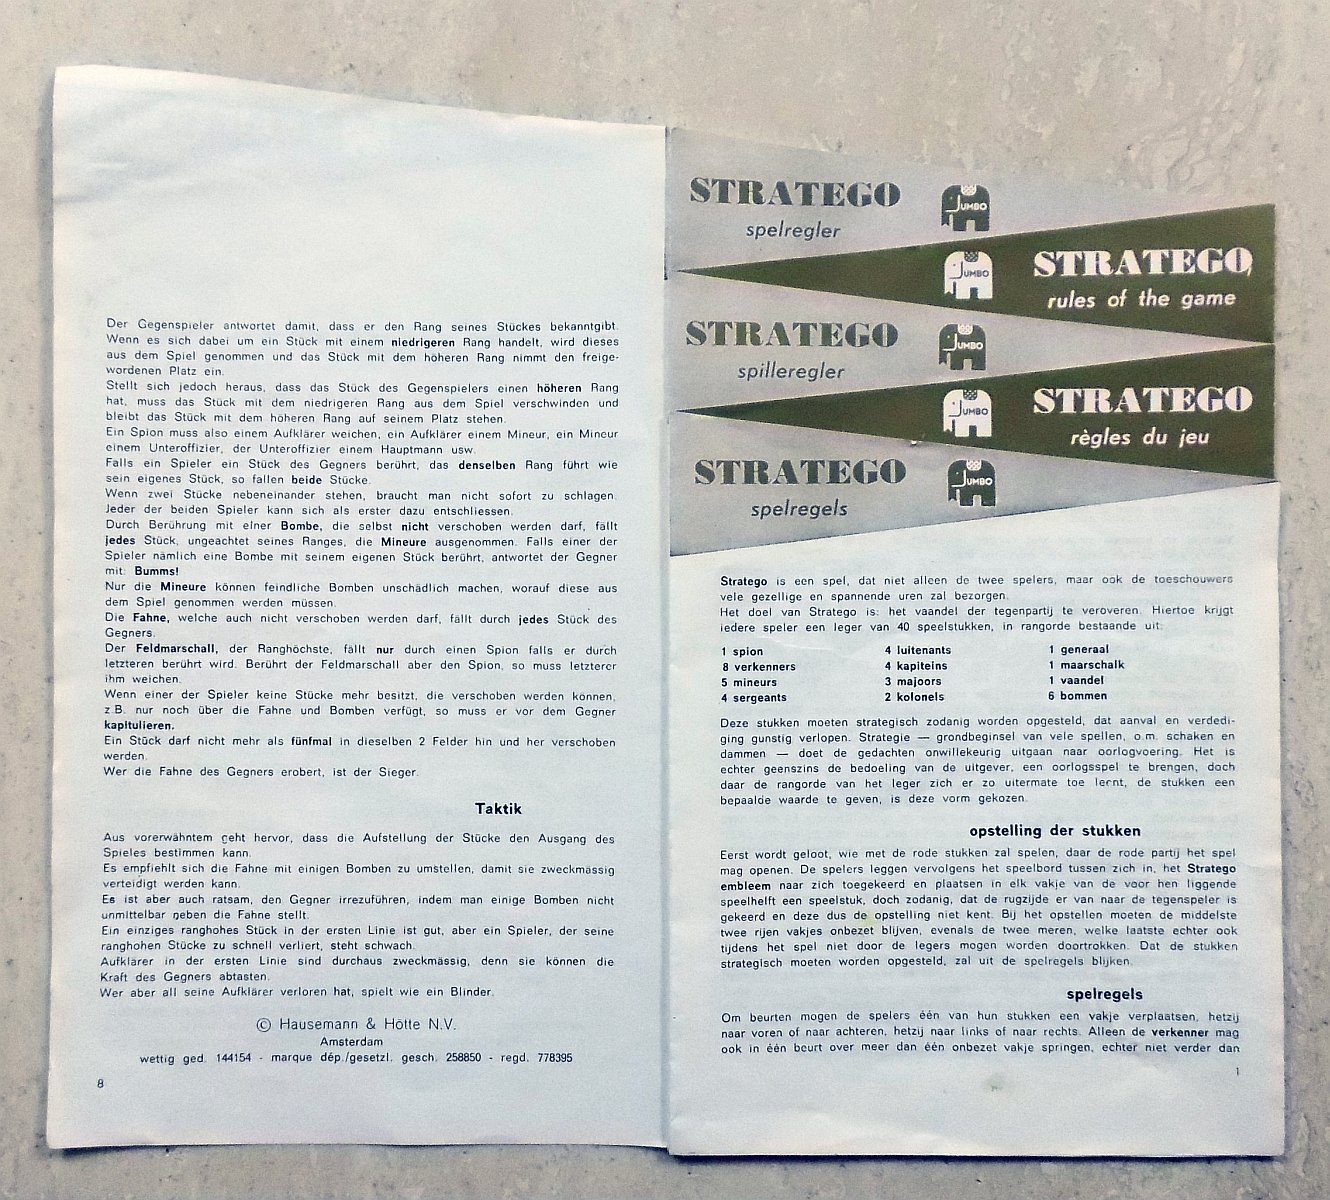 Der Gegenspieler antwortet damit, dass er den Rang seines Stückes bekanntgibt.
Wenn es sich dabei um ein Stück mit einem niedrigeren Rang handelt, wird dieses
aus dem Spiel genommen und das Stück mit dem höheren Rang nimmt den freige-
wordenen Platz ein.
Stellt sich jedoch heraus, dass das Stück des Gegenspielers einen höheren Rang
hat, muss das Stück mit dem niedrigeren Rang aus dem Spiel verschwinden und
bleibt das Stück mit dem höheren Rang auf seinem Platz stehen.
Ein Spion muss also einem Aufklärer weichen, ein Aufklärer einem Mineur, ein Mineur
einem Unteroffizier, der Unteroffizier einem Hauptmann usw.
Falls ein Spieler ein Stück des Gegners berührt, das denselben Rang führt wie
sein eigenes Stück, so fallen beide Stücke.
Wenn zwei Stücke nebeneinander stehen, braucht man nicht sofort zu schlagen.
Jeder der beiden Spieler kann sich als erster dazu entschliessen.
Durch Berührung mit einer Bombe, die selbst nicht verschoben werden darf, fällt
jedes Stück, ungeachtet seines Ranges, die Mineure ausgenommen. Falls einer der
Spieler nämlich eine Bombe mit seinem eigenen Stück berührt, antwortet der Gegner
mit: Bumms!
Nur die Mineure können feindliche Bomben unschädlich machen, worauf diese aus
dem Spiel genommen werden müssen.
Die Fahne, welche auch nicht verschoben werden darf, fällt durch jedes Stück des
Gegners.
Der Feldmarschall, der Ranghöchste, fällt nur durch einen Spion falls er durch
letzteren berührt wird. Berührt der Feldmarschall aber den Spion, so muss letzterer
ihm weichen.
Wenn einer der Spieler keine Stücke mehr besitzt, die verschoben werden können,
z.B. nur noch über die Fahne und Bomben verfügt, so muss er vor dem Gegner
kapitulieren.
Ein Stück darf nicht mehr als fünfmal in dieselben 2 Felder hin und her verschoben
werden.
Wer die Fahne des Gegners erobert, ist der Sieger.
Taktik
Aus vorerwähntem geht hervor, dass die Aufstellung der Stücke den Ausgang des
Spieles bestimmen kann.
Es empfiehlt sich die Fahne mit einigen Bomben zu umstellen, damit sie zweckmässig
verteidigt werden kann.
Es ist aber auch ratsam, den Gegner irrezuführen, indem man einige Bomben nicht
unmittelbar neben die Fahne stellt.
Ein einziges ranghohes Stück in der ersten Linie ist gut, aber ein Spieler, der seine
ranghohen Stücke zu schnell verliert, steht schwach.
Aufklärer in der ersten Linie sind durchaus zweckmässig, denn sie können die
Kraft des Gegners abtasten.
Wer aber all seine Aufklärer verloren hat, spielt wie ein Blinder.
© Hausemann & Hötte N.V.
Amsterdam
wettig ged. 144154 - marque dép./gesetzl. gesch. 258850 - regd. 778395
8
STRATEGO JUMBO
spelregler
JUMBO STRATEGO
rules of the game
STRATEGO JUMBO
spilleregler
JUMBO STRATEGO
règles du jeu
STRATEGO JUMBO
spelregels
Stratego is een spel, dat niet alleen de twee spelers, maar ook de toeschouwers
vele gezellige en spannende uren zal bezorgen.
Het doel van Stratego is: het vaandel der tegenpartij te veroveren. Hiertoe krijgt
iedere speler een leger van 40 speelstukken, in rangorde bestaande uit:
1 spion 4 luitenants 1 generaal
8 verkenners 4 kapiteins 1 maarschalk
5 mineurs 3 majoors 1 vaandel
4 sergeants 2 kolonels 6 bommen
Deze stukken moeten strategisch zodanig worden opgesteld, dat aanval en verdedi-
ging gunstig verlopen. Strategie — grondbeginsel van vele spellen, o.m. schaken en
dammen — doet de gedachten onwillekeurig uitgaan naar oorlogvoering. Het is
echter geenszins de bedoeling van de uitgever, een oorlogsspel te brengen, doch
daar de rangorde van het leger zich er zo uitermate toe leent, de stukken een
bepaalde waarde te geven, is deze vorm gekozen.
opstelling der stukken
Eerst wordt geloot, wie met de rode stukken zal spelen, daar de rode partij het spel
mag openen. De spelers leggen vervolgens het speelbord tussen zich in, het Stratego
embleem naar zich toegekeerd en plaatsen in elk vakje van de voor hen liggende
speelhelft een speelstuk, doch zodanig, dat de rugzijde er van naar de tegenspeler is
gekeerd en deze dus de opstelling niet kent. Bij het opstellen moeten de middelste
twee rijen vakjes onbezet blijven, evenals de twee meren, welke laatste echter ook
tijdens het spel niet door de legers mogen worden doortrokken. Dat de stukken
strategisch moeten worden opgesteld, zal uit de spelregels blijken.
spelregels
Om beurten mogen de spelers één van hun stukken een vakje verplaatsen, hetzij
naar voren of naar achteren, hetzij naar links of naar rechts. Alleen de verkenner mag
ook in één beurt over meer dan één onbezet vakje springen, echter niet verder dan
1